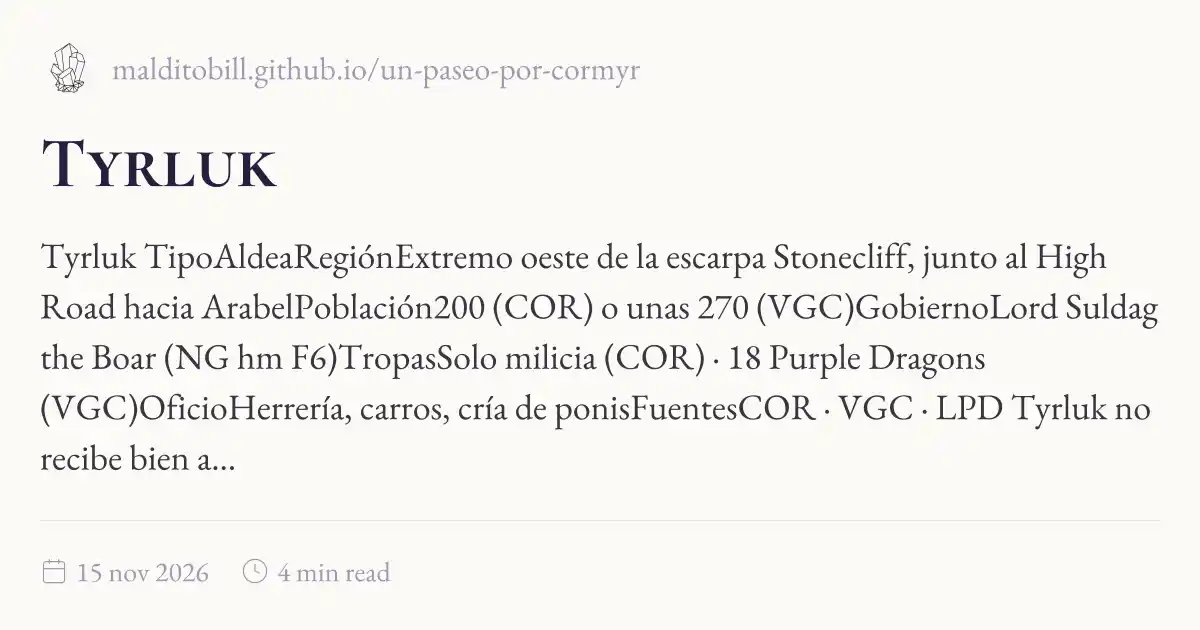 malditobill.github.io/un-paseo-por-cormyr
Tyrluk
Tyrluk TipoAldeaRegiónExtremo oeste de la escarpa Stonecliff, junto al High
Road hacia ArabelPoblación200 (COR) o unas 270 (VGC)GobiernoLord Suldag
the Boar (NG hm F6)TropasSolo milicia (COR) · 18 Purple Dragons
(VGC)OficioHerrería, carros, cría de ponisFuentesCOR · VGC · LPD Tyrluk no
recibe bien a...
15 nov 2026 4 min read